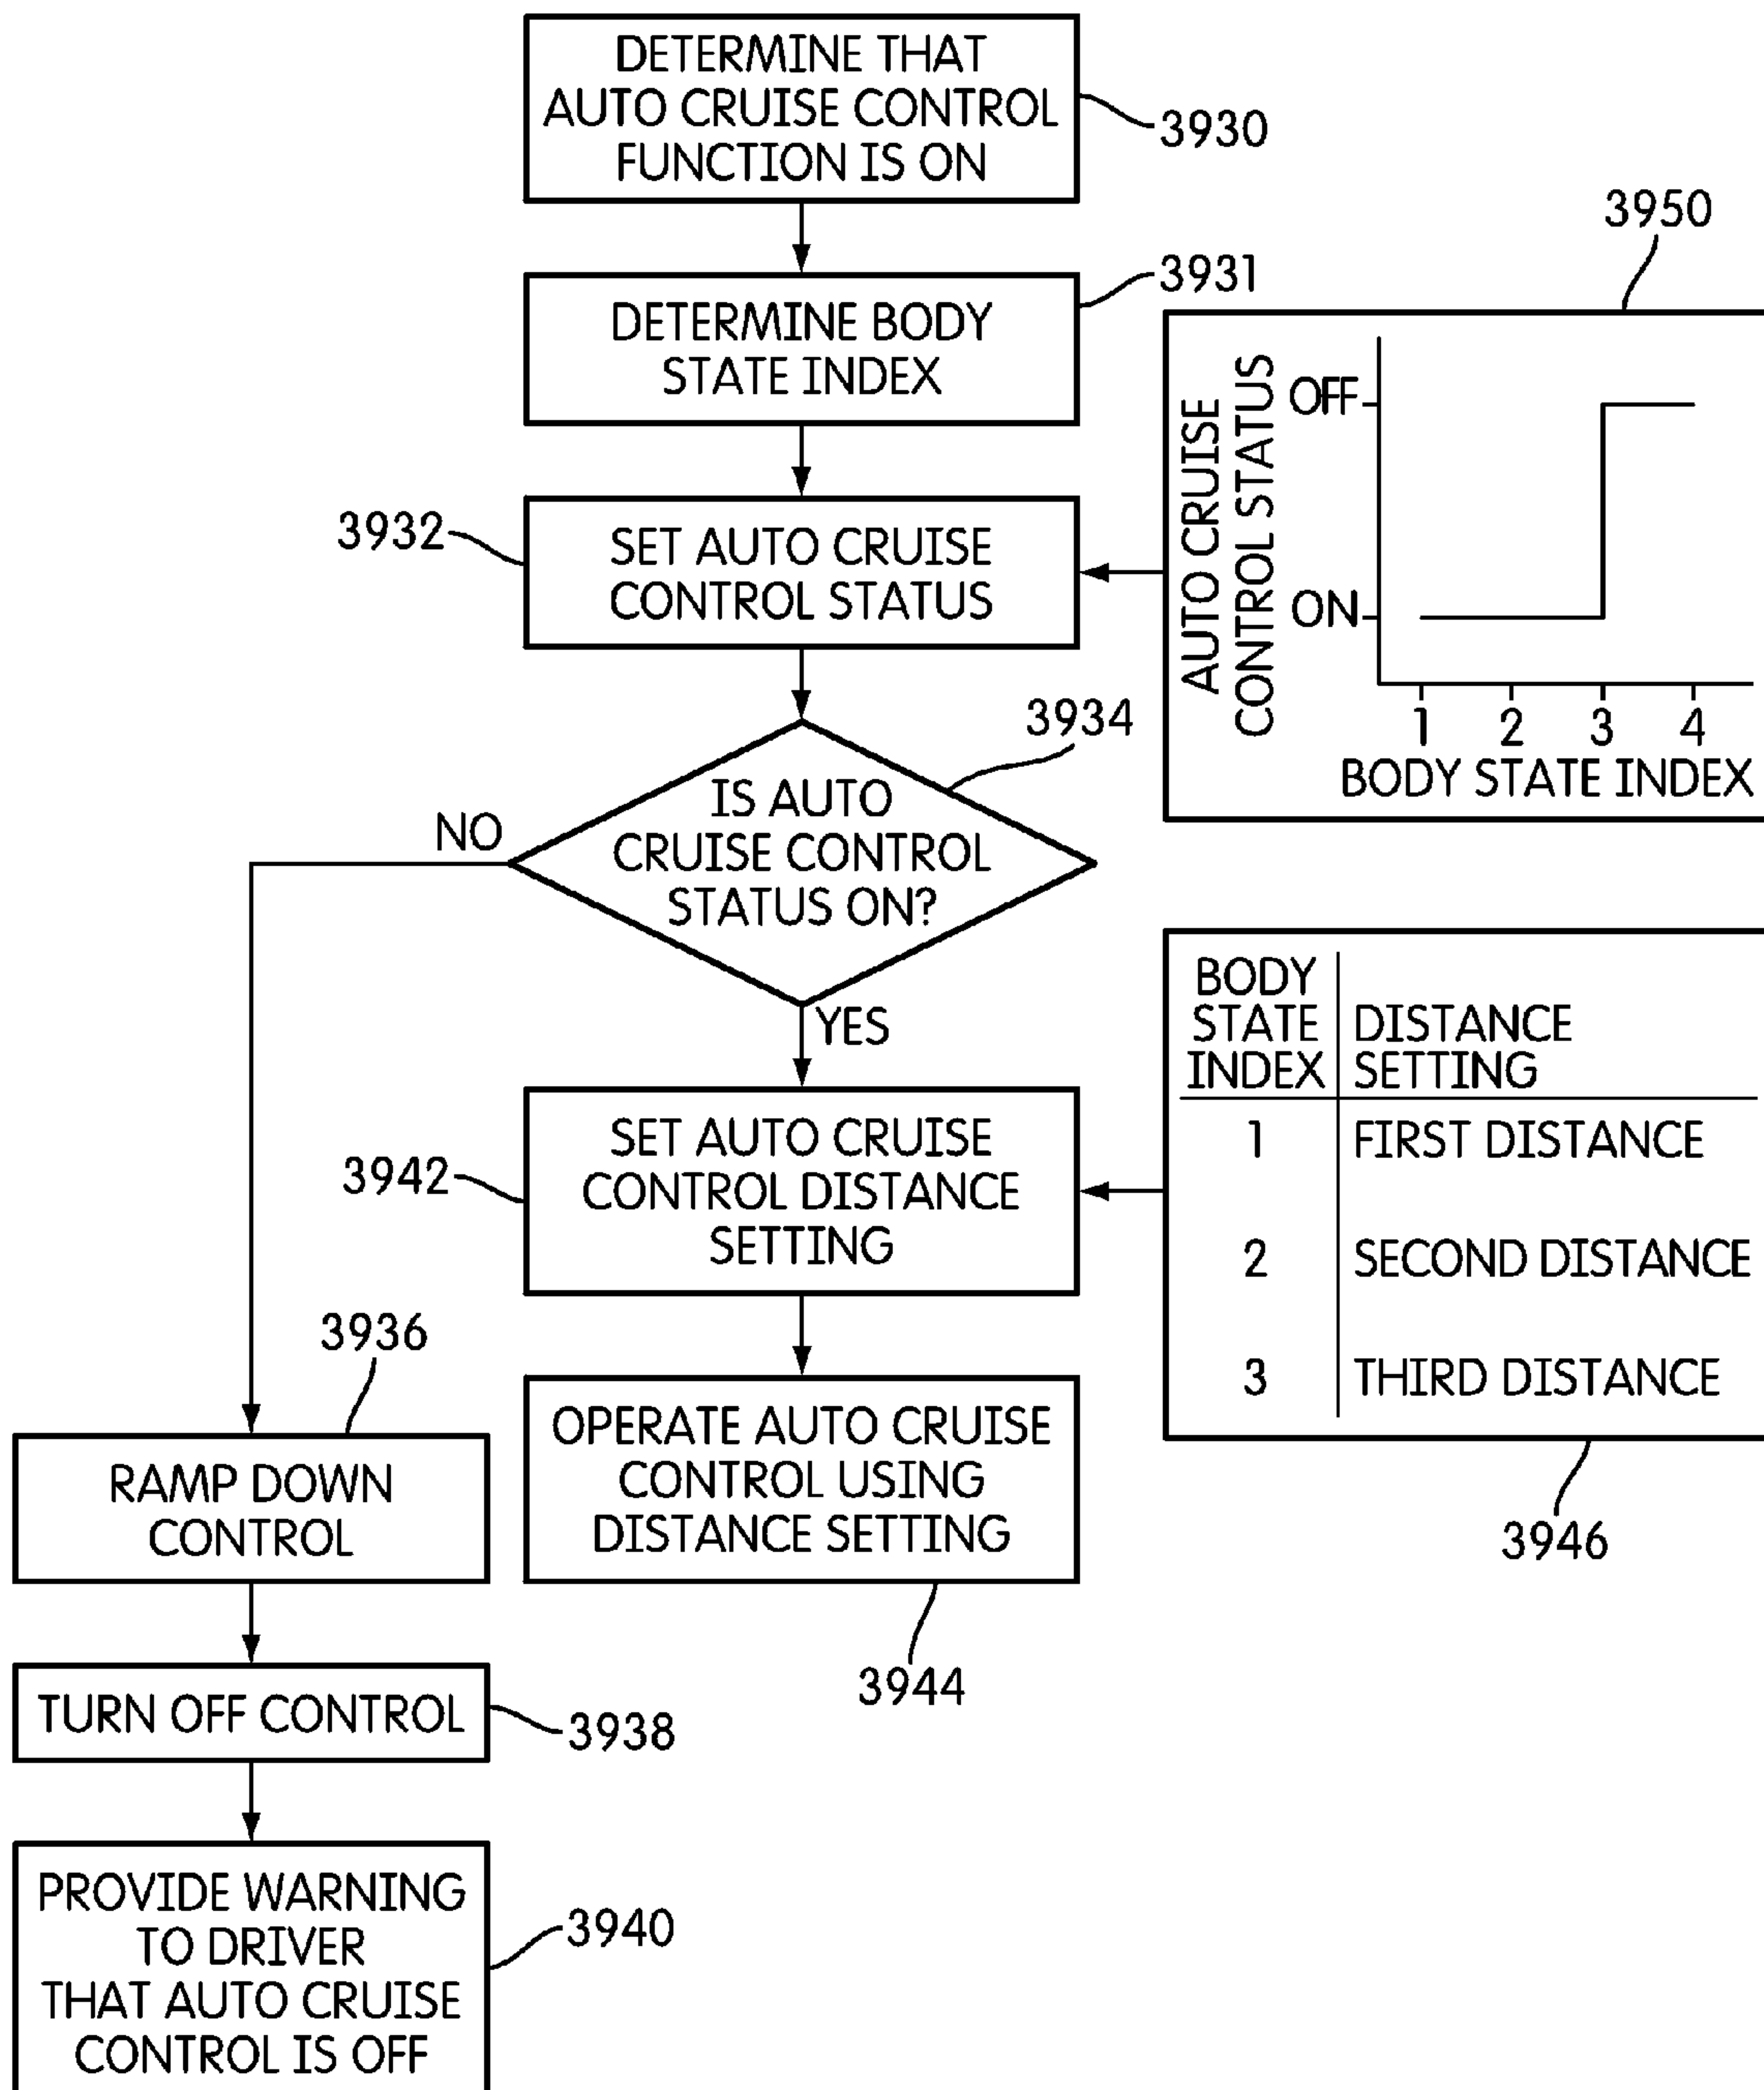 DETERMINE THAT
AUTO CRUISE CONTROL
FUNCTION IS ON
3930
DETERMINE BODY
STATE INDEX
3931
3950
SET AUTO CRUISE
CONTROL STATUS
3932
AUTO CRUISE
CONTROL STATUS
OFF
ON
1 2 3 4
BODY STATE INDEX
3934
IS AUTO
CRUISE CONTROL
STATUS ON?
NO
YES
SET AUTO CRUISE
CONTROL DISTANCE
SETTING
3942
BODY
STATE DISTANCE
INDEX SETTING
1 FIRST DISTANCE
2 SECOND DISTANCE
3 THIRD DISTANCE
3946
OPERATE AUTO CRUISE
CONTROL USING
DISTANCE SETTING
3944
3936
RAMP DOWN
CONTROL
TURN OFF CONTROL
3938
PROVIDE WARNING
TO DRIVER
THAT AUTO CRUISE
CONTROL IS OFF
3940